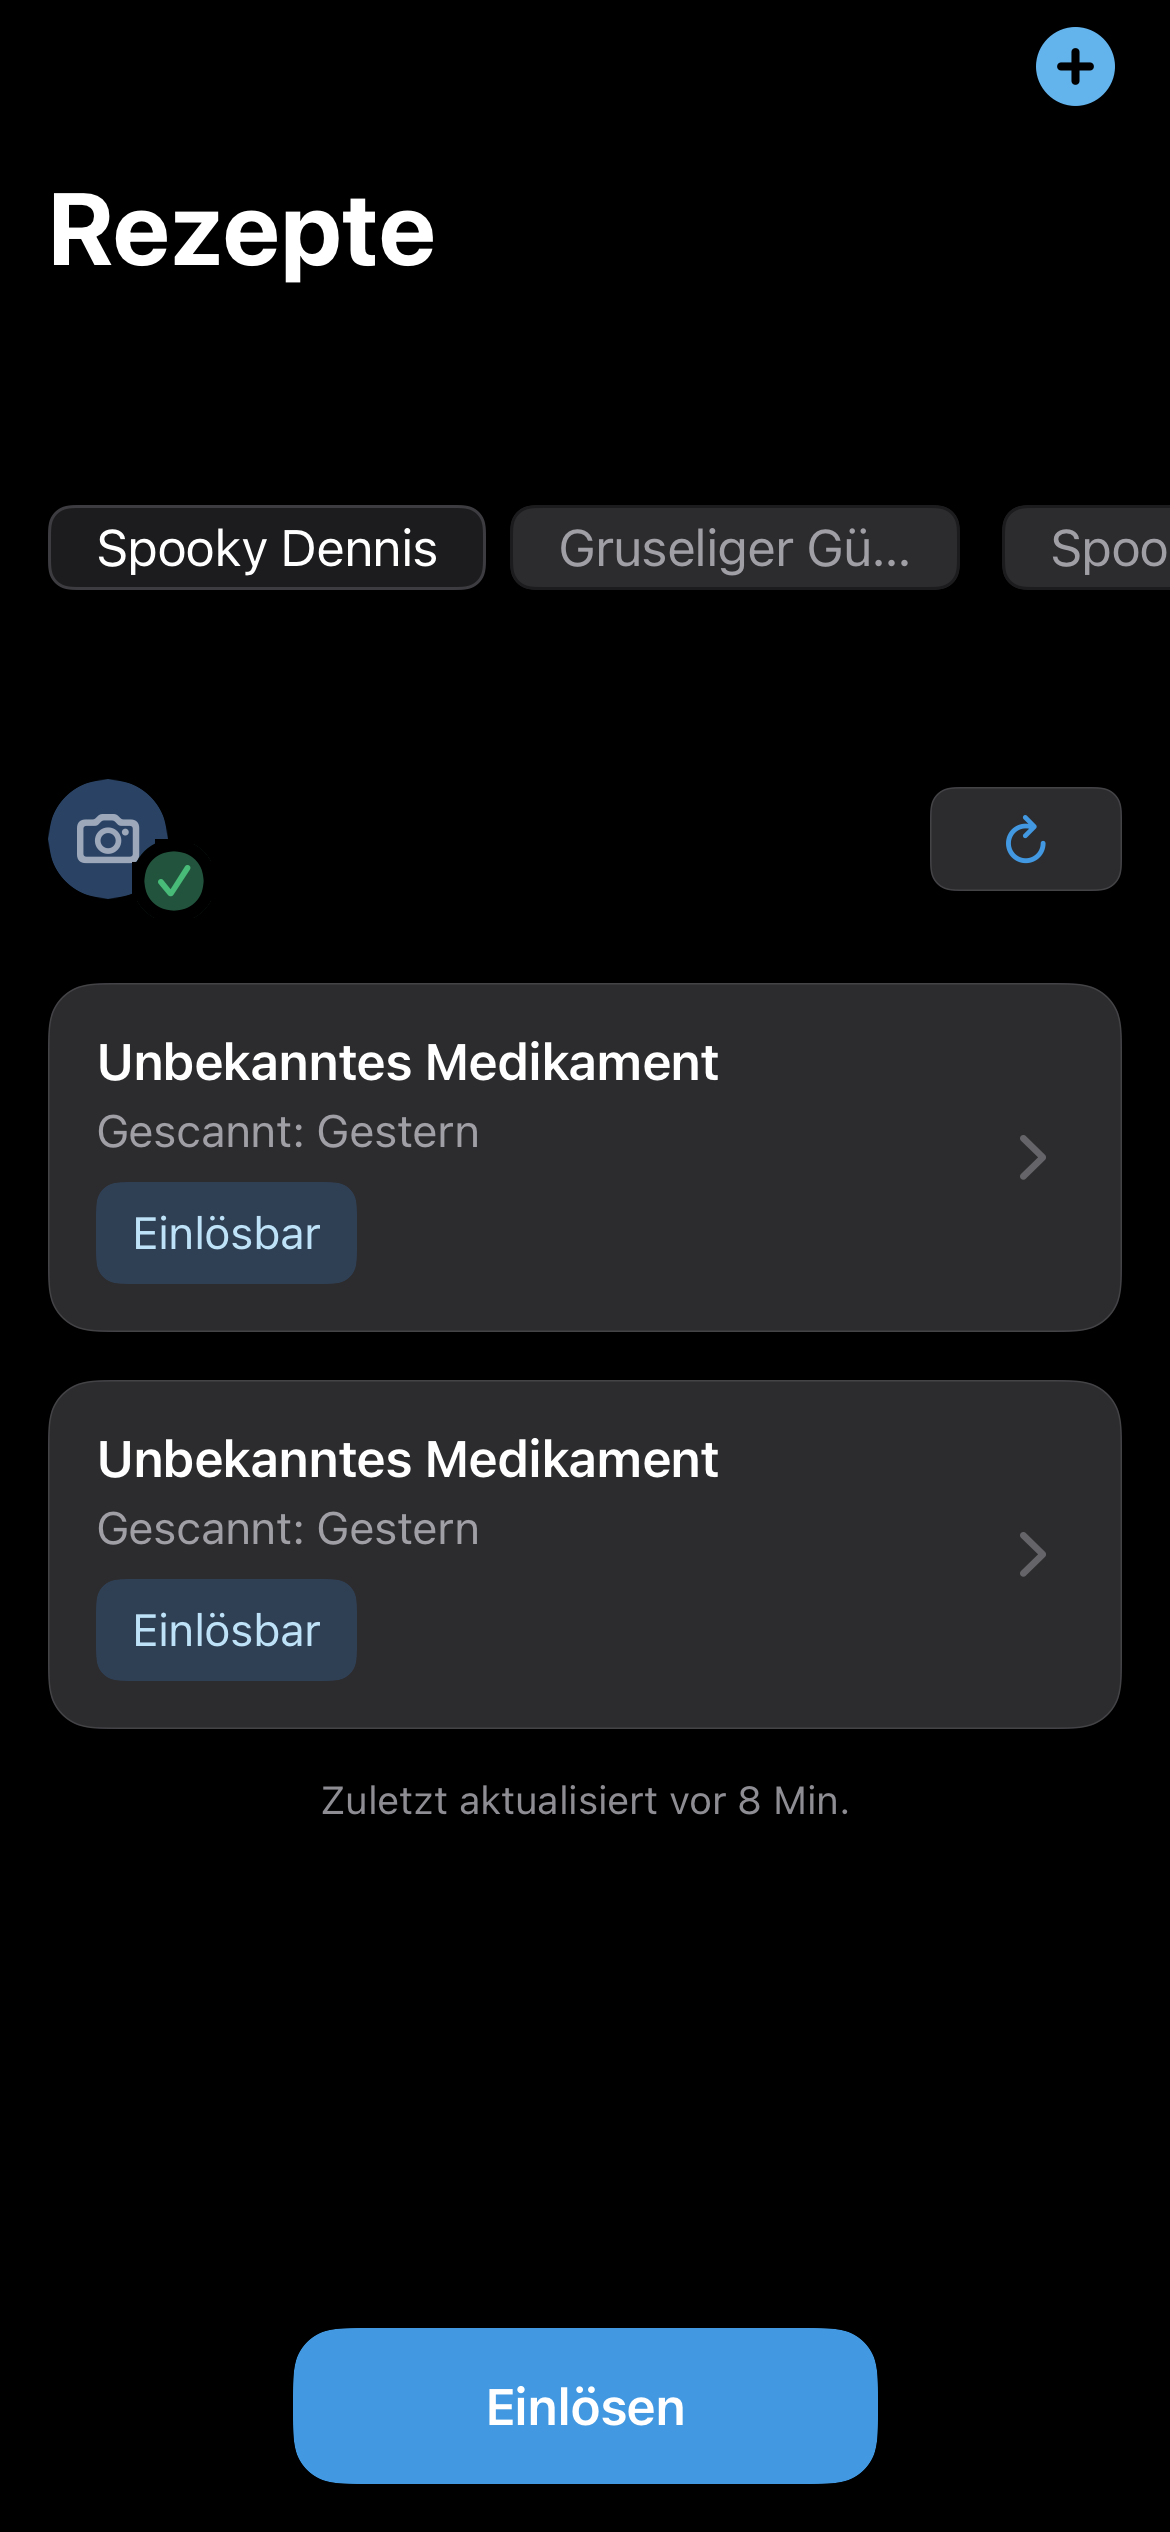 Rezepte
Spooky Dennis
Gruseliger Gü...
Spoo
Unbekanntes Medikament
Gescannt: Gestern
Einlösbar
Unbekanntes Medikament
Gescannt: Gestern
Einlösbar
Zuletzt aktualisiert vor 8 Min.
Einlösen